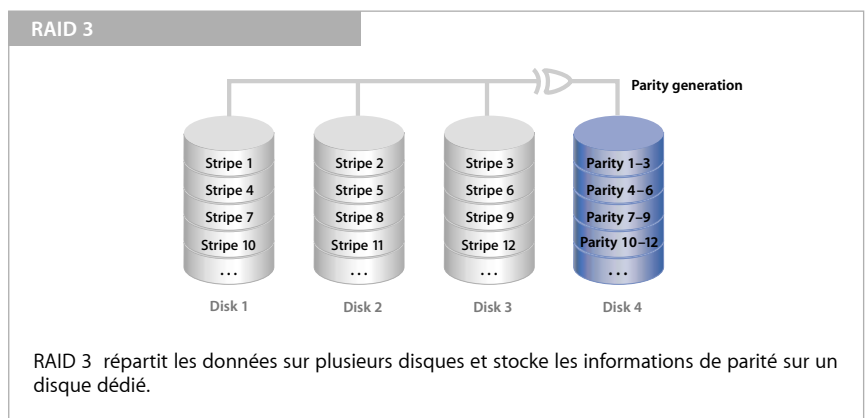 RAID 3
Parity generation
Stripe 1 Stripe 2 Stripe 3 Parity 1–3
Stripe 4 Stripe 5 Stripe 6 Parity 4–6
Stripe 7 Stripe 8 Stripe 9 Parity 7–9
Stripe 10 Stripe 11 Stripe 12 Parity 10–12
... ... ... ...
Disk 1 Disk 2 Disk 3 Disk 4
RAID 3 répartit les données sur plusieurs disques et stocke les informations de parité sur un
disque dédié.